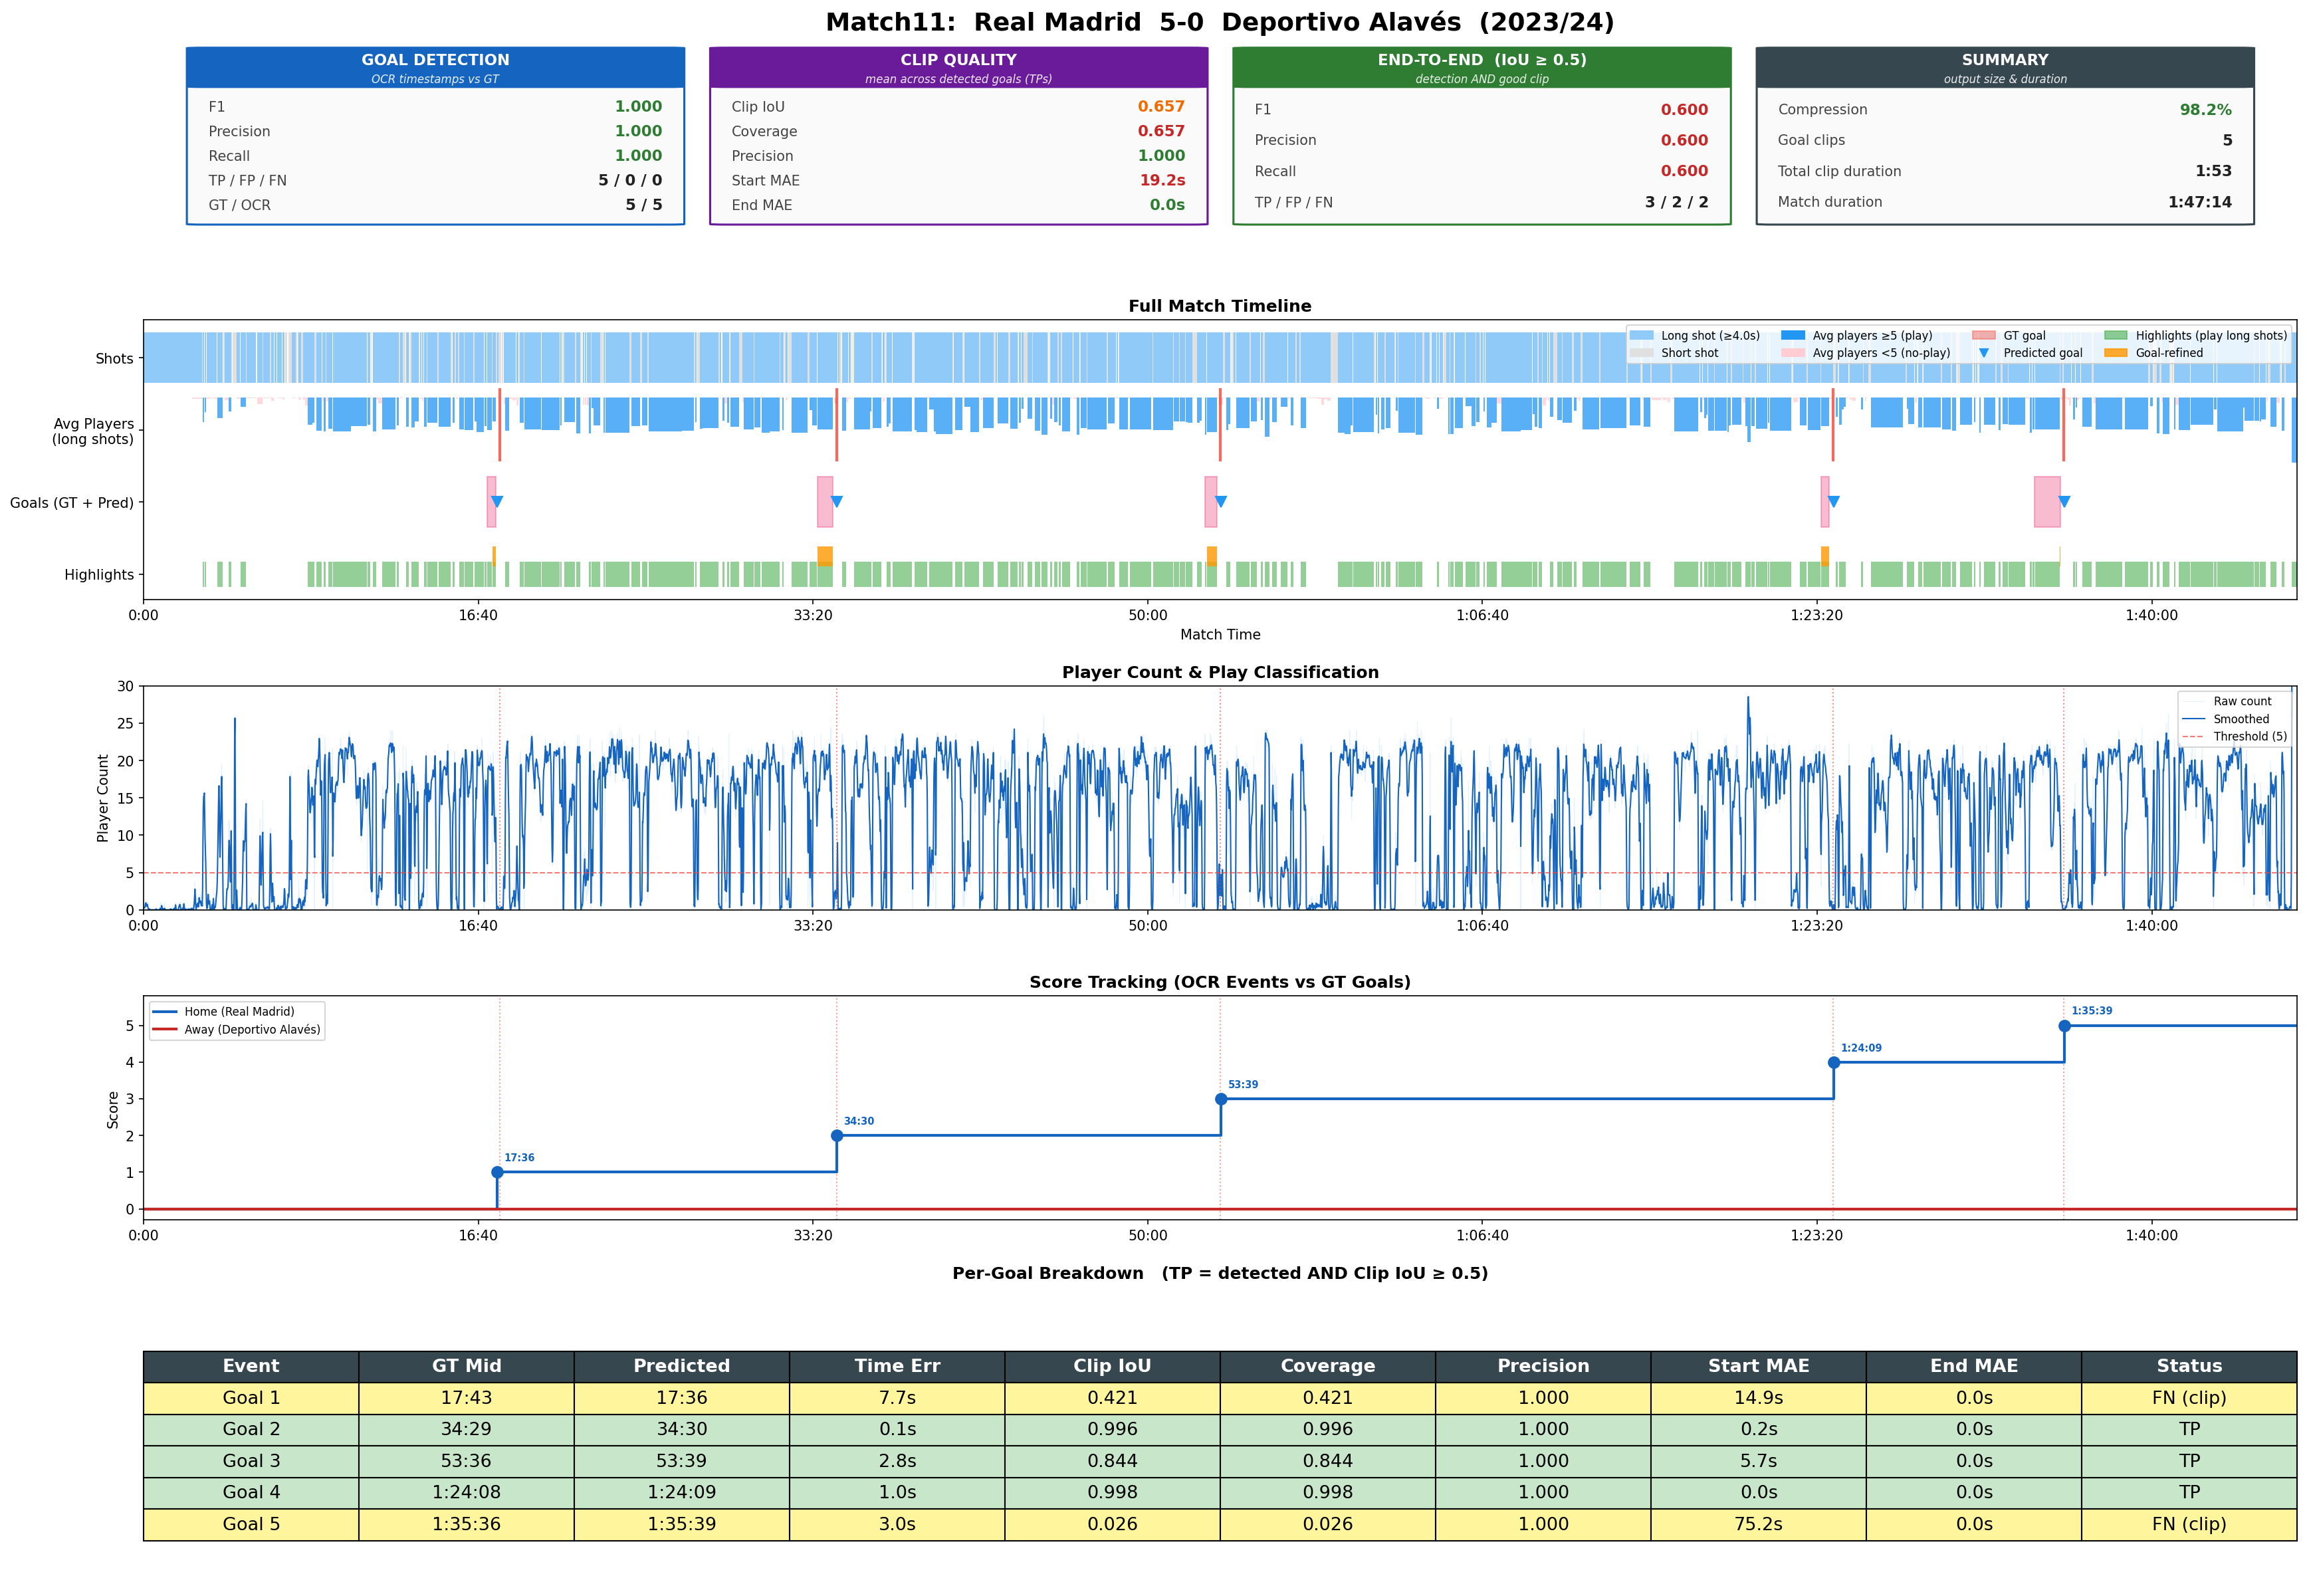 Match11:  Real Madrid  5-0  Deportivo Alavés  (2023/24)
GOAL DETECTION
OCR timestamps vs GT
F1 1.000
Precision 1.000
Recall 1.000
TP / FP / FN 5 / 0 / 0
GT / OCR 5 / 5
CLIP QUALITY
mean across detected goals (TPs)
Clip IoU 0.657
Coverage 0.657
Precision 1.000
Start MAE 19.2s
End MAE 0.0s
END-TO-END  (IoU ≥ 0.5)
detection AND good clip
F1 0.600
Precision 0.600
Recall 0.600
TP / FP / FN 3 / 2 / 2
SUMMARY
output size & duration
Compression 98.2%
Goal clips 5
Total clip duration 1:53
Match duration 1:47:14
Full Match Timeline
Long shot (≥4.0s)
Short shot
Avg players ≥5 (play)
Avg players <5 (no-play)
GT goal
Predicted goal
Highlights (play long shots)
Goal-refined
Shots
Avg Players
(long shots)
Goals (GT + Pred)
Highlights
0:00 16:40 33:20 50:00 1:06:40 1:23:20 1:40:00
Match Time
Player Count & Play Classification
Raw count
Smoothed
Threshold (5)
Player Count
30
25
20
15
10
5
0
0:00 16:40 33:20 50:00 1:06:40 1:23:20 1:40:00
Score Tracking (OCR Events vs GT Goals)
Home (Real Madrid)
Away (Deportivo Alavés)
Score
5
4
3
2
1
0
17:36
34:30
53:39
1:24:09
1:35:39
0:00 16:40 33:20 50:00 1:06:40 1:23:20 1:40:00
Per-Goal Breakdown   (TP = detected AND Clip IoU ≥ 0.5)
Event GT Mid Predicted Time Err Clip IoU Coverage Precision Start MAE End MAE Status
Goal 1 17:43 17:36 7.7s 0.421 0.421 1.000 14.9s 0.0s FN (clip)
Goal 2 34:29 34:30 0.1s 0.996 0.996 1.000 0.2s 0.0s TP
Goal 3 53:36 53:39 2.8s 0.844 0.844 1.000 5.7s 0.0s TP
Goal 4 1:24:08 1:24:09 1.0s 0.998 0.998 1.000 0.0s 0.0s TP
Goal 5 1:35:36 1:35:39 3.0s 0.026 0.026 1.000 75.2s 0.0s FN (clip)